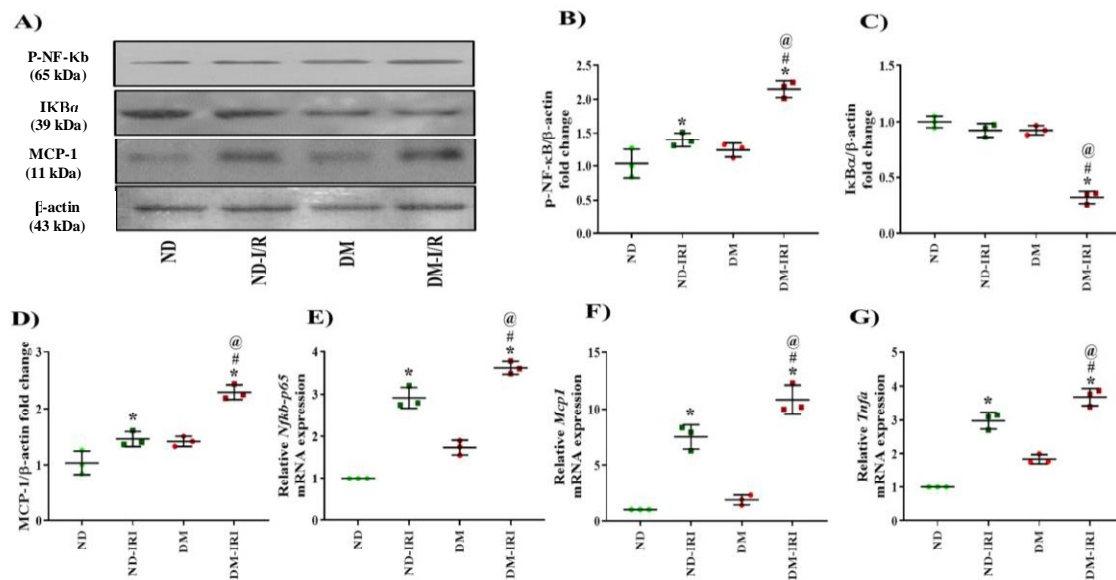 A)
P-NF-Kb
(65 kDa)
IKBα
(39 kDa)
MCP-1
(11 kDa)
β-actin
(43 kDa)
ND
ND-I/R
DM
DM-I/R
B)
p-NF-κB/β-actin
fold change
2.5
2.0
1.5
1.0
0.5
0.0
*
@
#
*
ND
ND-IRI
DM
DM-IRI
C)
IκBα/β-actin
fold change
1.5
1.0
0.5
0.0
@
#
*
ND
ND-IRI
DM
DM-IRI
D)
MCP-1/β-actin fold change
3
2
1
0
*
@
#
*
ND
ND-IRI
DM
DM-IRI
E)
Relative Nfkb-p65
mRNA expression
4
3
2
1
0
*
@
#
*
ND
ND-IRI
DM
DM-IRI
F)
Relative Mcp1
mRNA expression
15
10
5
0
*
@
#
*
ND
ND-IRI
DM
DM-IRI
G)
Relative Tnfa
mRNA expression
5
4
3
2
1
0
*
@
#
*
ND
ND-IRI
DM
DM-IRI